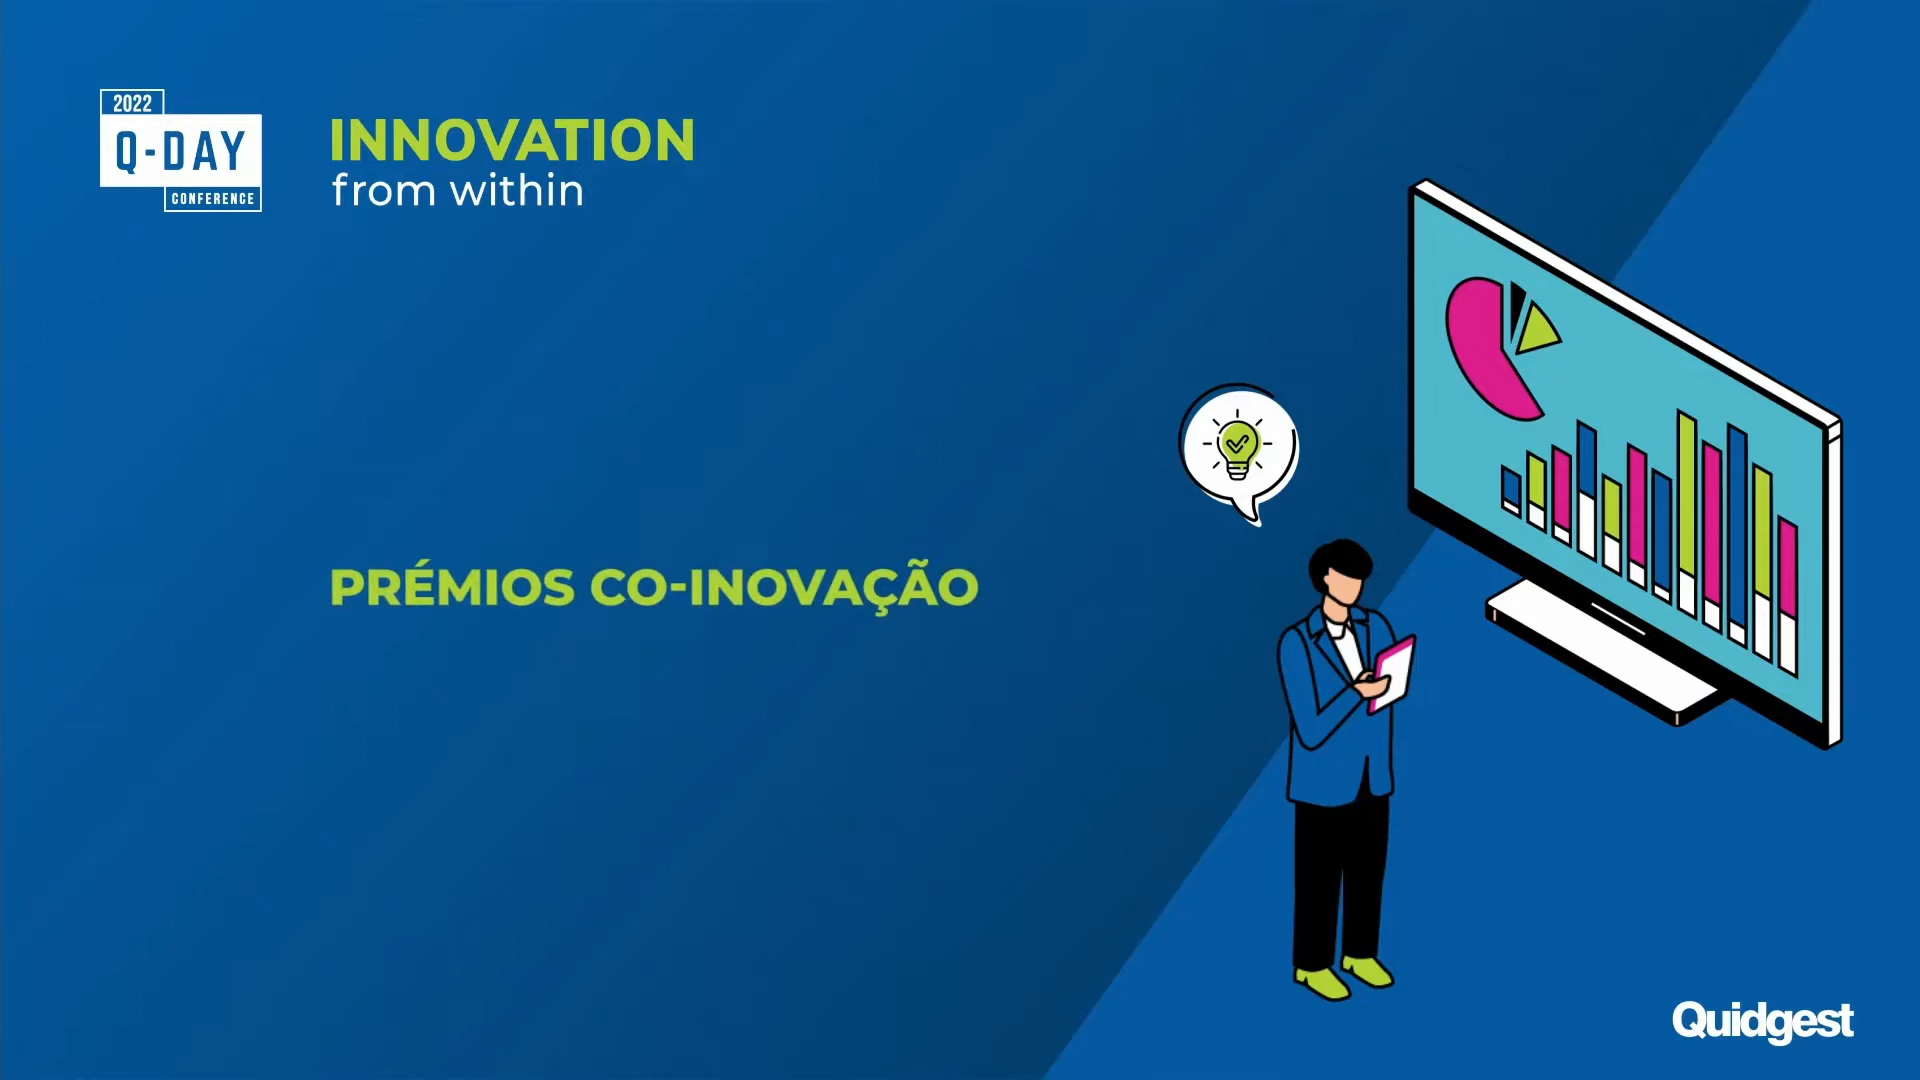 2022
Q-DAY
CONFERENCE
INNOVATION
from within
PRÉMIOS CO-INOVAÇÃO
Quidgest